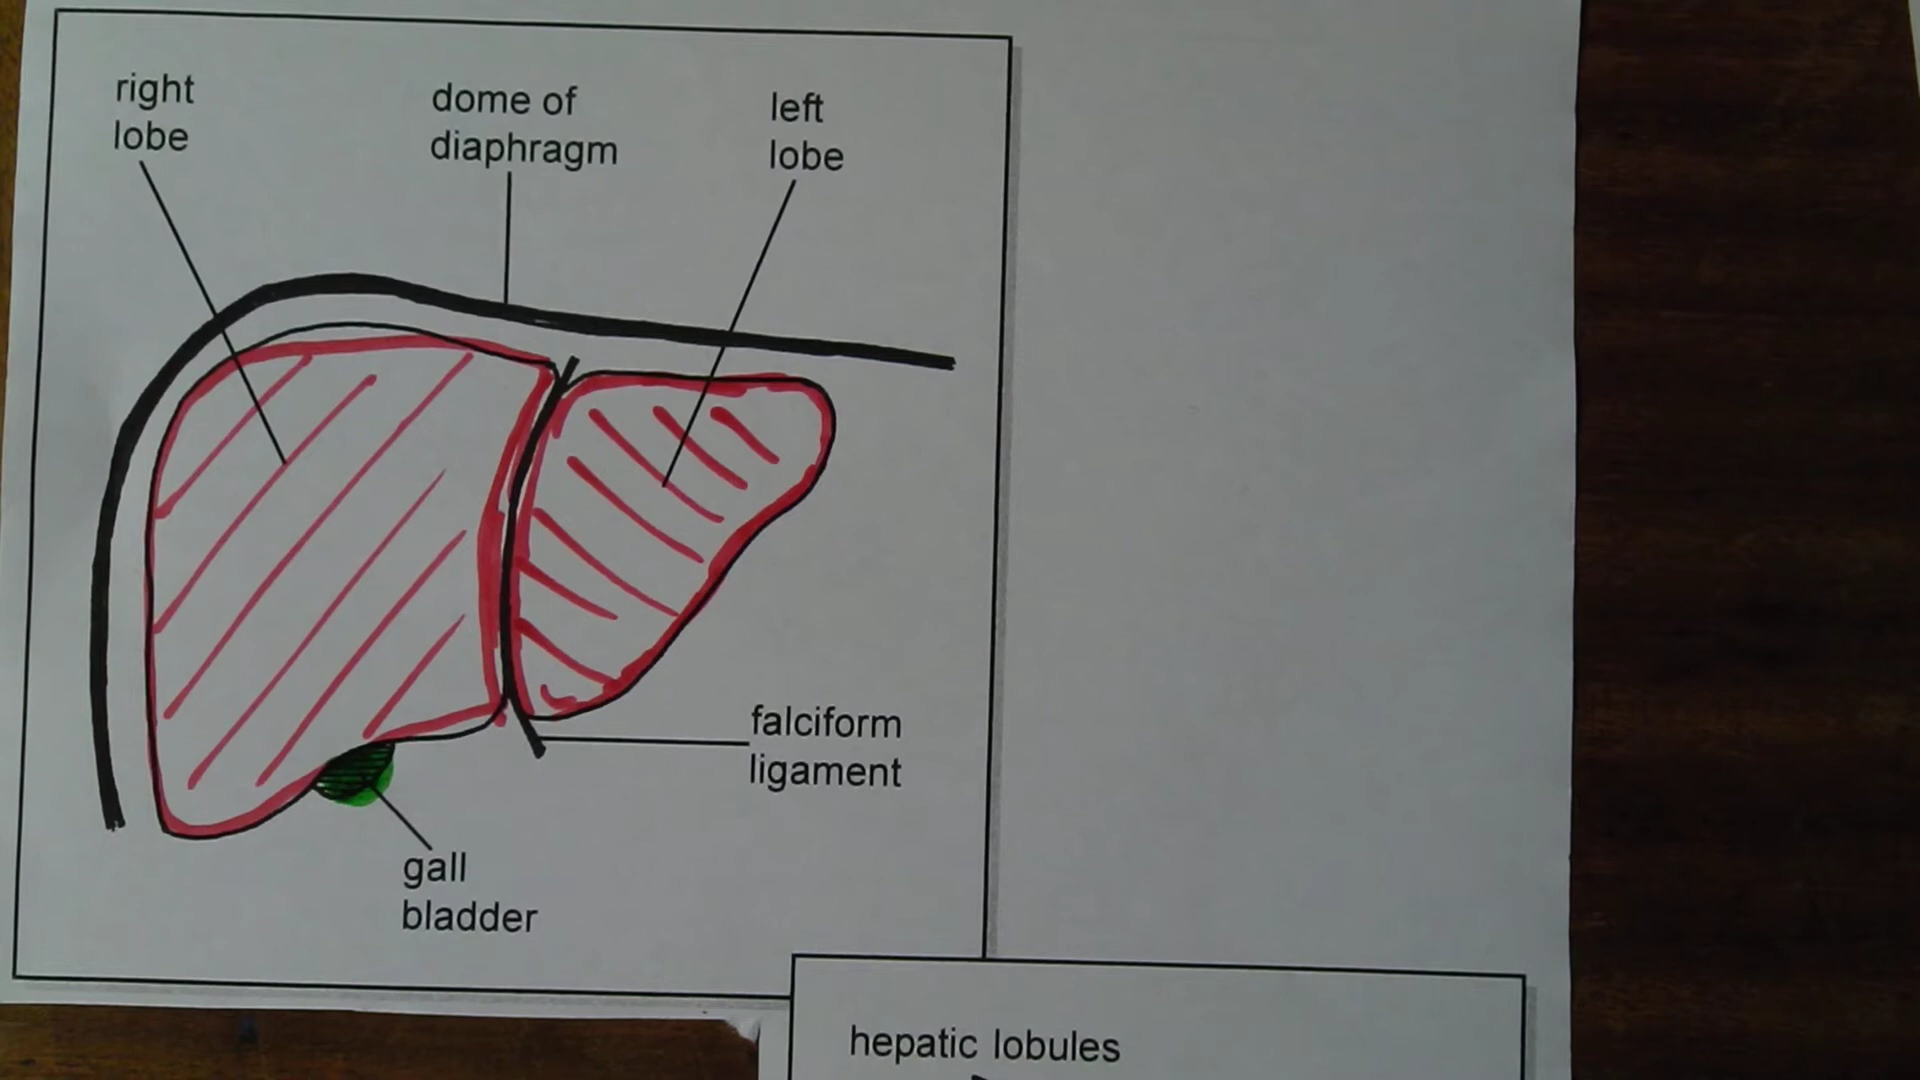 right
lobe
dome of
diaphragm
left
lobe
falciform
ligament
gall
bladder
hepatic lobules